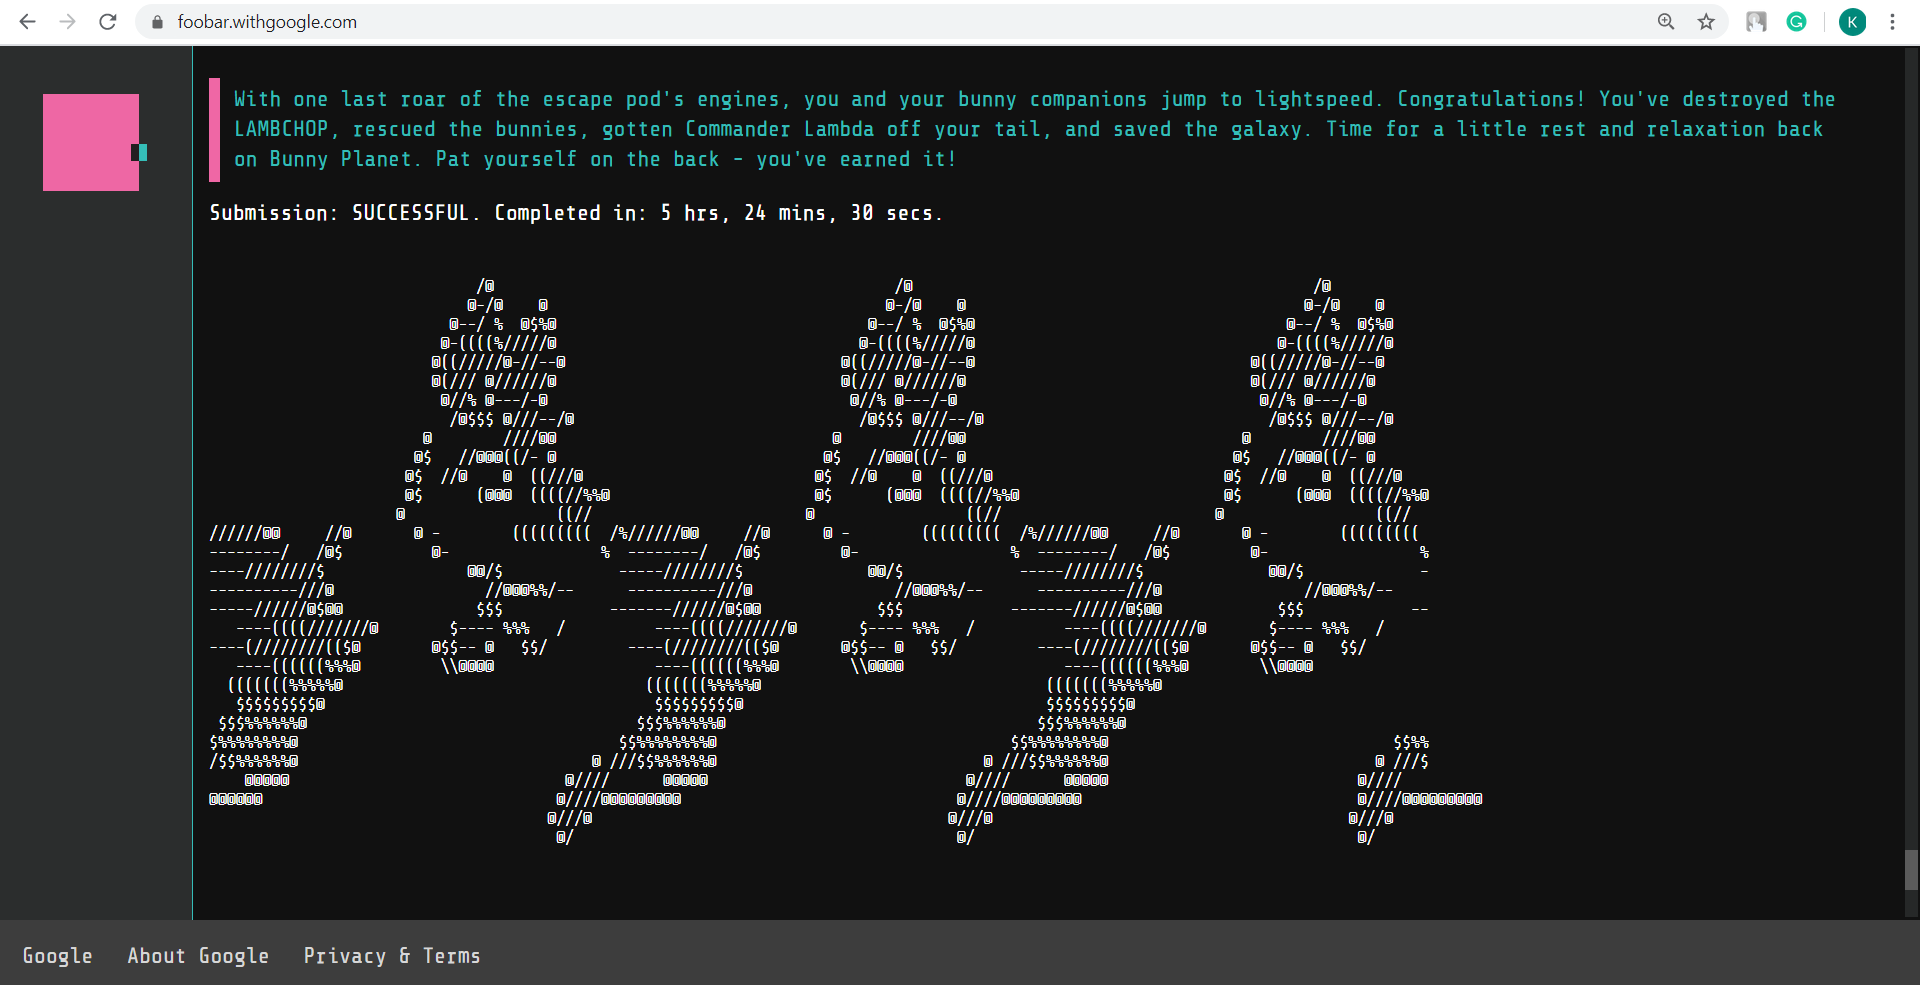 foobar.withgoogle.com
K
With one last roar of the escape pod's engines, you and your bunny companions jump to lightspeed. Congratulations! You've destroyed the
LAMBCHOP, rescued the bunnies, gotten Commander Lambda off your tail, and saved the galaxy. Time for a little rest and relaxation back
on Bunny Planet. Pat yourself on the back - you've earned it!
Submission: SUCCESSFUL. Completed in: 5 hrs, 24 mins, 30 secs.
Google About Google Privacy & Terms